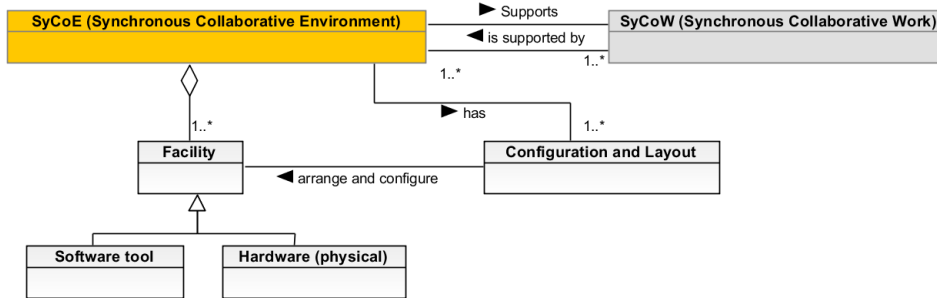 SyCoE (Synchronous Collaborative Environment)
Supports
SyCoW (Synchronous Collaborative Work)
is supported by
1..*
1..*
has
1..*
1..*
Facility
Configuration and Layout
arrange and configure
Software tool
Hardware (physical)